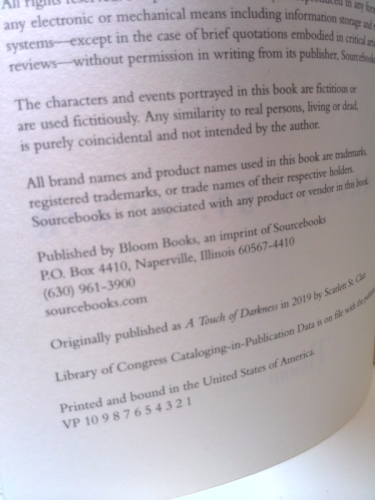 All rights
any electronic or mechanical means including information storage and
systems—except in the case of brief quotations embodied in critical
reviews—without permission in writing from its publisher, Sourcebooks
The characters and events portrayed in this book are fictitious or
are used fictitiously. Any similarity to real persons, living or dead,
is purely coincidental and not intended by the author.
All brand names and product names used in this book are trademarks,
registered trademarks, or trade names of their respective holders.
Sourcebooks is not associated with any product or vendor in this book.
Published by Bloom Books, an imprint of Sourcebooks
P.O. Box 4410, Naperville, Illinois 60567-4410
(630) 961-3900
sourcebooks.com
Originally published as A Touch of Darkness in 2019 by Scarlett St. Clair.
Library of Congress Cataloging-in-Publication Data is on file with the
Printed and bound in the United States of America.
VP 10 9 8 7 6 5 4 3 2 1